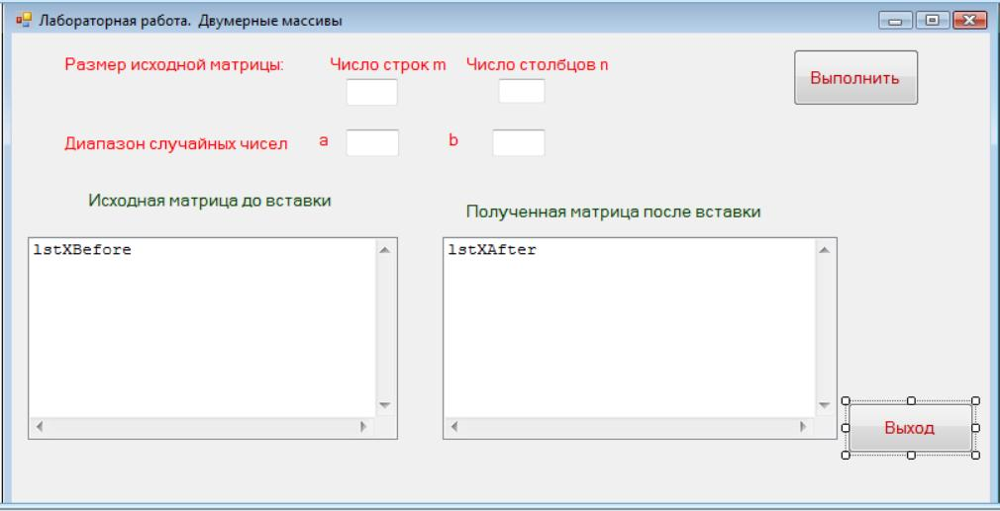 Лабораторная работа. Двумерные массивы
Размер исходной матрицы: Число строк m Число столбцов n
Выполнить
Диапазон случайных чисел a b
Исходная матрица до вставки
Полученная матрица после вставки
lstXBefore
lstXAfter
Выход